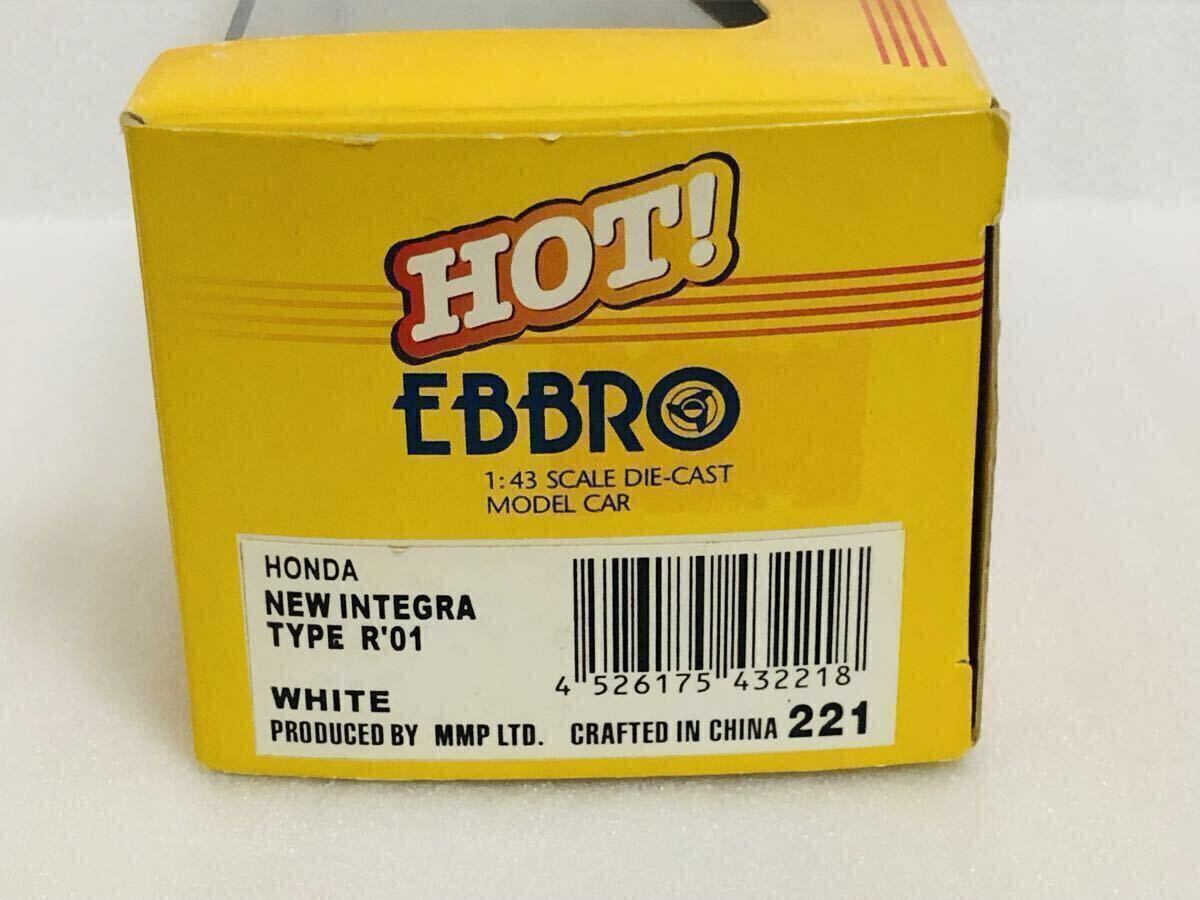 HOT!
EBBRO
1:43 SCALE DIE-CAST
MODEL CAR
HONDA
NEW INTEGRA
TYPE R'01
WHITE
4 526175 432218
PRODUCED BY MMP LTD. CRAFTED IN CHINA 221